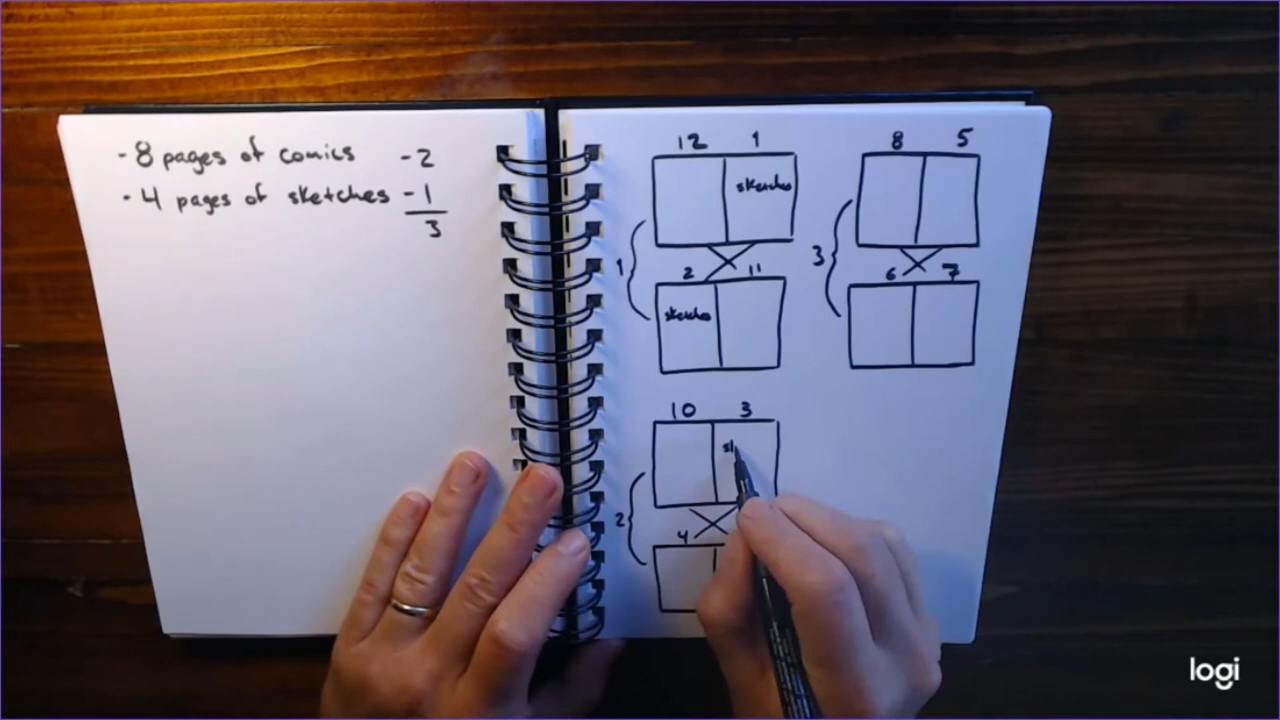 - 8 pages of comics - 2
- 4 pages of sketches - 1
3
12 1
sketches
1
2 11
sketches
8 5
3
6 7
10 3
2
4
logi